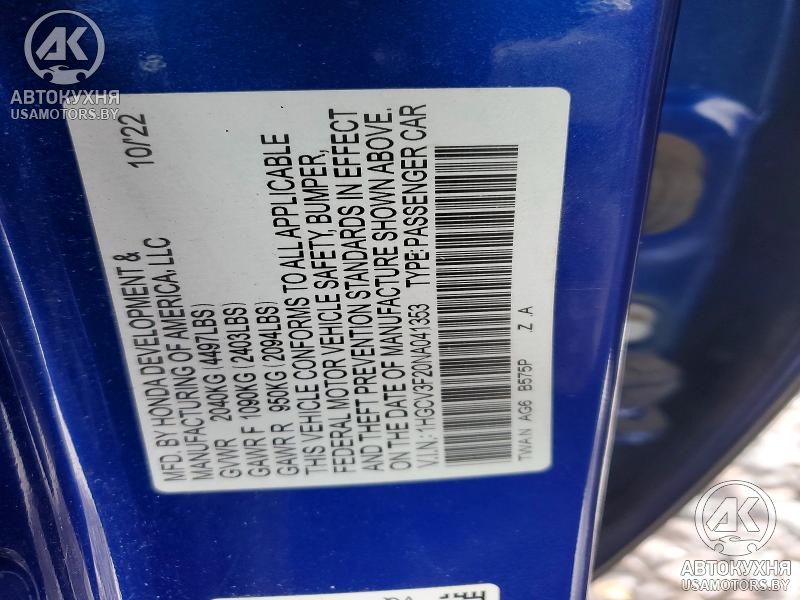 AK
АВТОКУХНЯ
USAMOTORS.BY
MFD. BY HONDA DEVELOPMENT & 10/'22
MANUFACTURING OF AMERICA, LLC
GVWR 2040KG (4497LBS)
GAWR F 1090KG (2403LBS)
GAWR R 950KG (2094LBS)
THIS VEHICLE CONFORMS TO ALL APPLICABLE
FEDERAL MOTOR VEHICLE SAFETY, BUMPER,
AND THEFT PREVENTION STANDARDS IN EFFECT
ON THE DATE OF MANUFACTURE SHOWN ABOVE.
V.I.N.: 1HGCV3F20NA041353 TYPE:PASSENGER CAR
TWAN AG6 B575P Z A
AK
АВТОКУХНЯ
USAMOTORS.BY